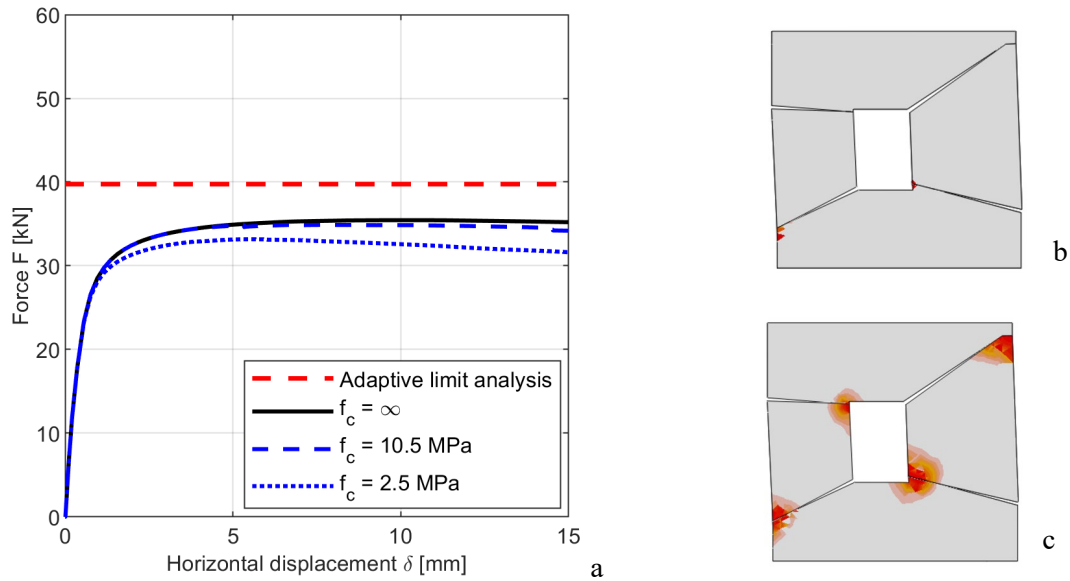 60
50
40
30
20
10
0
Force F [kN]
Adaptive limit analysis
f_c = ∞
f_c = 10.5 MPa
f_c = 2.5 MPa
0 5 10 15
Horizontal displacement δ [mm]
a
b
c